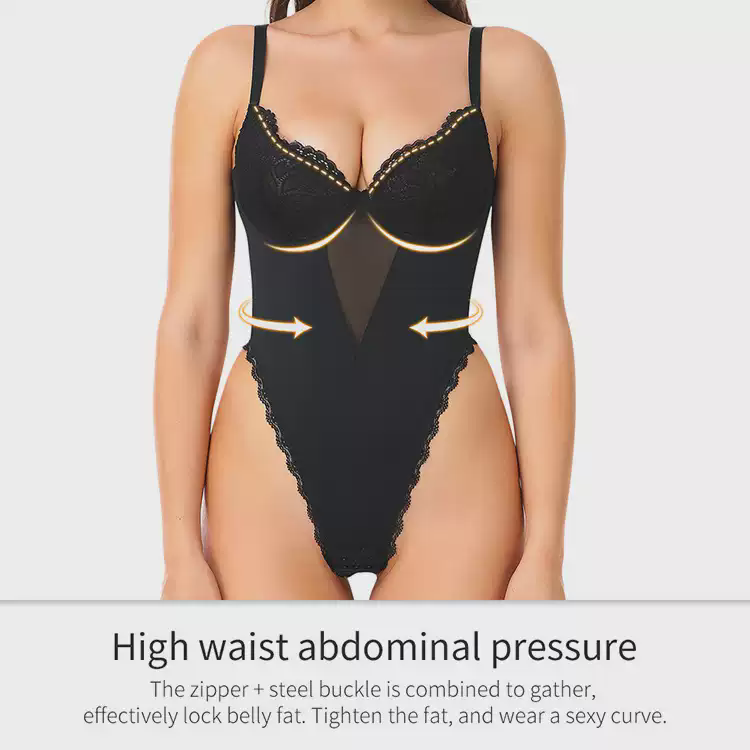 High waist abdominal pressure
The zipper + steel buckle is combined to gather,
effectively lock belly fat. Tighten the fat, and wear a sexy curve.